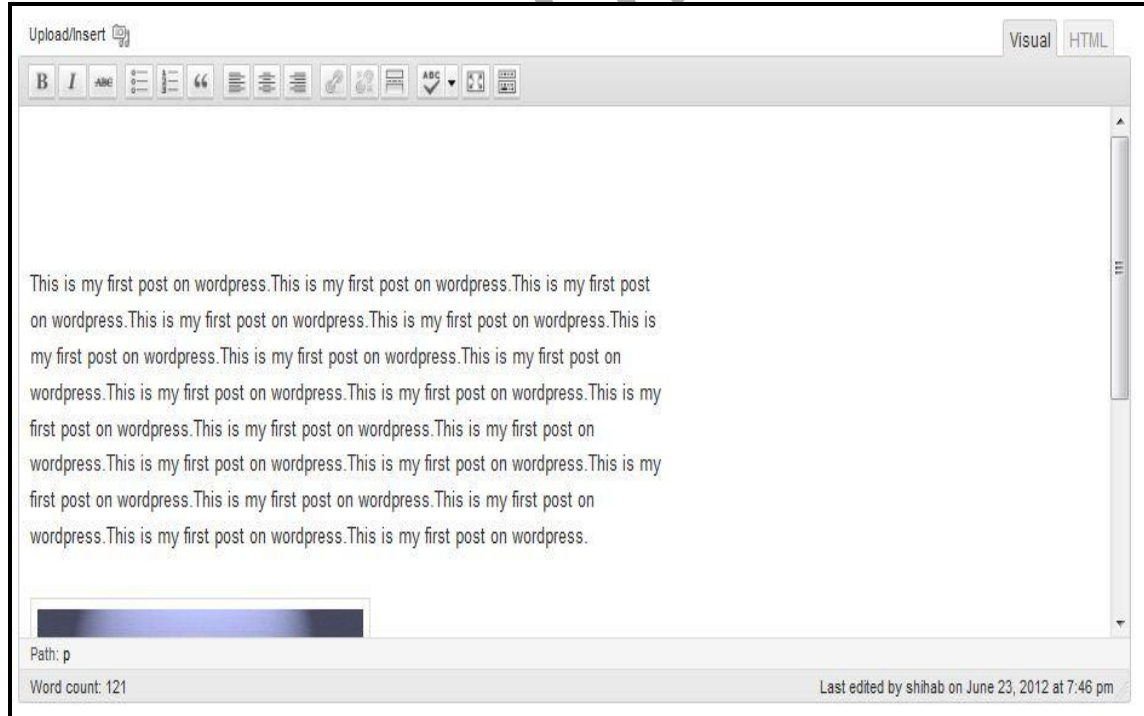 Upload/Insert
Visual HTML
B I ABC ABC
This is my first post on wordpress.This is my first post on wordpress.This is my first post
on wordpress.This is my first post on wordpress.This is my first post on wordpress.This is
my first post on wordpress.This is my first post on wordpress.This is my first post on
wordpress.This is my first post on wordpress.This is my first post on wordpress.This is my
first post on wordpress.This is my first post on wordpress.This is my first post on
wordpress.This is my first post on wordpress.This is my first post on wordpress.This is my
first post on wordpress.This is my first post on wordpress.This is my first post on
wordpress.This is my first post on wordpress.This is my first post on wordpress.
Path: p
Word count: 121 Last edited by shihab on June 23, 2012 at 7:46 pm